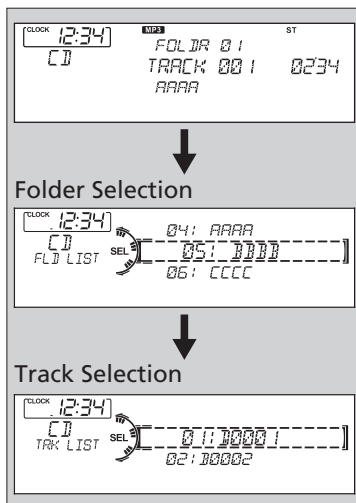 CLOCK 12:34 MP3 ST
CD FOLDR 01
TRACK 001 02'34
AAAA
Folder Selection
CLOCK 12:34 04: AAAA
CD SEL 05: BBBB
FLD LIST 06: CCCC
Track Selection
CLOCK 12:34
CD SEL 01: D0001
TRK LIST 02: D0002